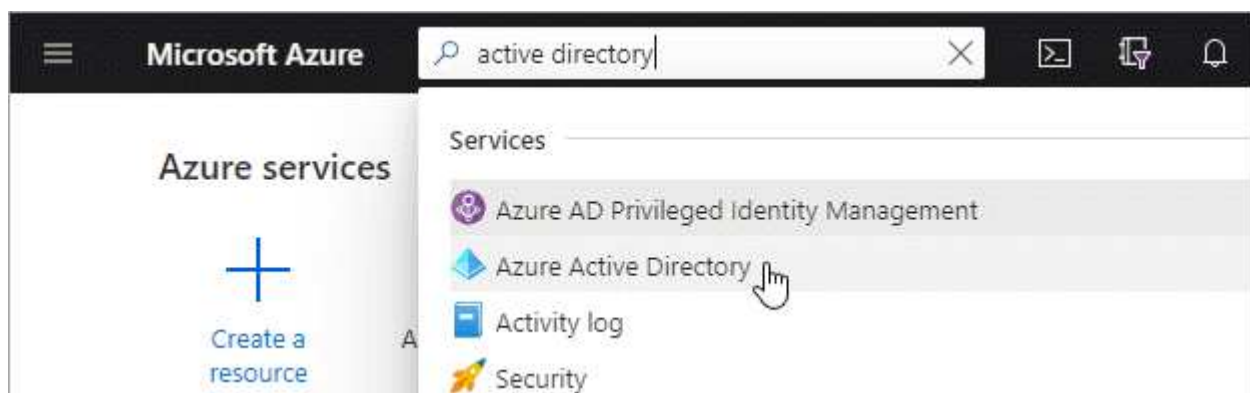 Microsoft Azure
active directory
Services
Azure services
Azure AD Privileged Identity Management
Azure Active Directory
Activity log
Create a
resource
A
Security